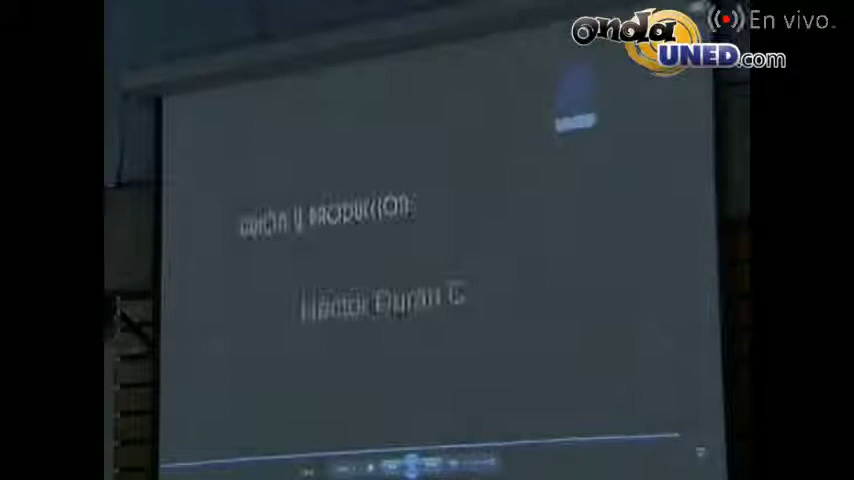 onda
UNED.com
En vivo.
Guión y Producción:
Héctor Durán C